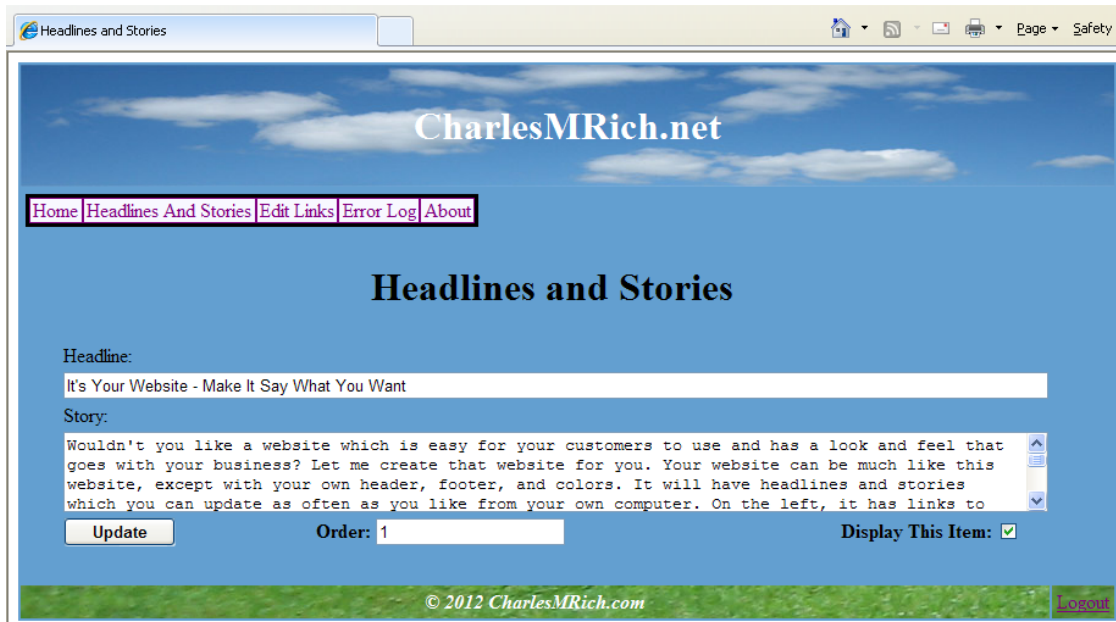 Headlines and Stories
Page
Safety
CharlesMRich.net
Home Headlines And Stories Edit Links Error Log About
Headlines and Stories
Headline:
It's Your Website - Make It Say What You Want
Story:
Wouldn't you like a website which is easy for your customers to use and has a look and feel that
goes with your business? Let me create that website for you. Your website can be much like this
website, except with your own header, footer, and colors. It will have headlines and stories
which you can update as often as you like from your own computer. On the left, it has links to
Update Order: 1 Display This Item:
© 2012 CharlesMRich.com Logout